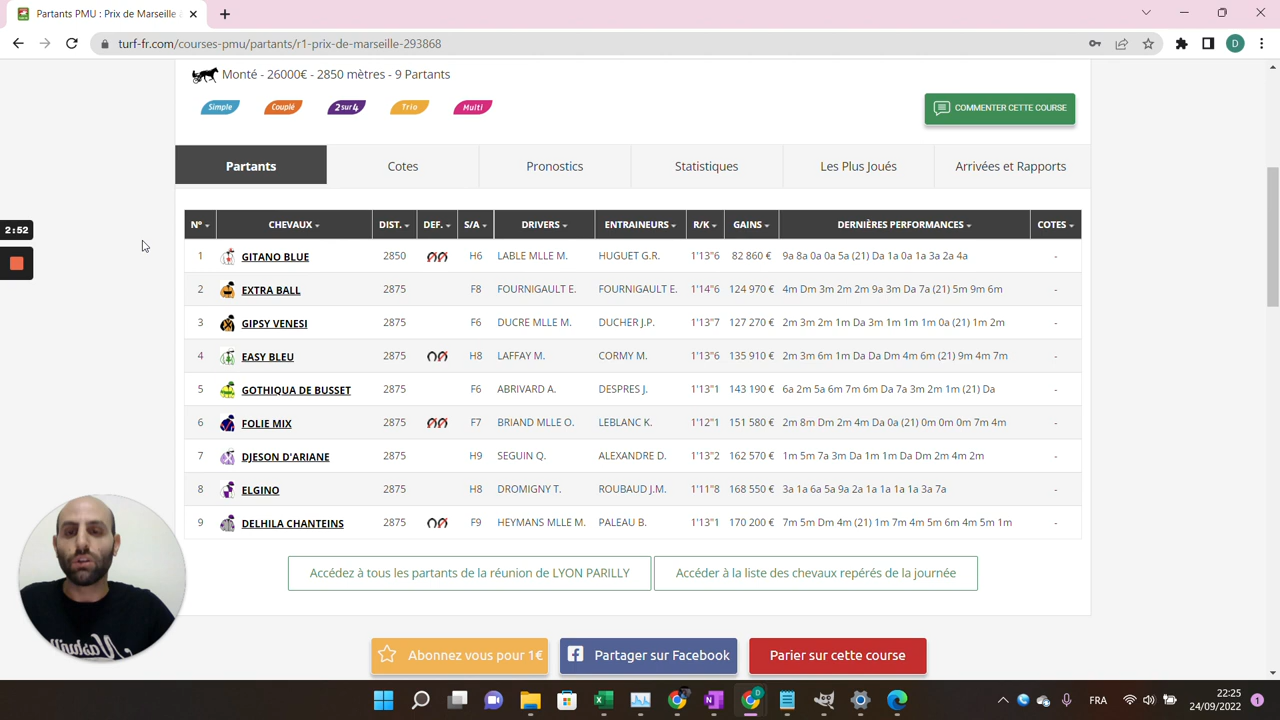 Partants PMU : Prix de Marseille
turf-fr.com/courses-pmu/partants/r1-prix-de-marseille-293868
D
Monté - 26000€ - 2850 mètres - 9 Partants
Simple Couplé 2 sur 4 Trio Multi
COMMENTER CETTE COURSE
Partants Cotes Pronostics Statistiques Les Plus Joués Arrivées et Rapports
2:52
N° CHEVAUX DIST. DEF. S/A DRIVERS ENTRAINEURS R/K GAINS DERNIÈRES PERFORMANCES COTES
1 GITANO BLUE 2850 H6 LABLE MLLE M. HUGUET G.R. 1'13"6 82 860 € 9a 8a 0a 0a 5a (21) Da 1a 0a 1a 3a 2a 4a -
2 EXTRA BALL 2875 F8 FOURNIGAULT E. FOURNIGAULT E. 1'14"6 124 970 € 4m Dm 3m 2m 2m 9a 3m Da 7a (21) 5m 9m 6m -
3 GIPSY VENESI 2875 F6 DUCRE MLLE M. DUCHER J.P. 1'13"7 127 270 € 2m 3m 2m 1m Da 3m 1m 1m 1m 0a (21) 1m 2m -
4 EASY BLEU 2875 H8 LAFFAY M. CORMY M. 1'13"6 135 910 € 2m 3m 6m 1m Da Da Dm 4m 6m (21) 9m 4m 7m -
5 GOTHIQUA DE BUSSET 2875 F6 ABRIVARD A. DESPRES J. 1'13"1 143 190 € 6a 2m 5a 6m 7m 6m Da 7a 3m 2m 1m (21) Da -
6 FOLIE MIX 2875 F7 BRIAND MLLE O. LEBLANC K. 1'12"1 151 580 € 2m 8m Dm 2m 4m Da 0a (21) 0m 0m 0m 7m 4m -
7 DJESON D'ARIANE 2875 H9 SEGUIN Q. ALEXANDRE D. 1'13"2 162 570 € 1m 5m 7a 3m Da 1m 1m Da Dm 2m 4m 2m -
8 ELGINO 2875 H8 DROMIGNY T. ROUBAUD J.M. 1'11"8 168 550 € 3a 1a 6a 5a 9a 2a 1a 1a 1a 1a 3a 7a -
9 DELHILA CHANTEINS 2875 F9 HEYMANS MLLE M. PALEAU B. 1'13"1 170 200 € 7m 5m Dm 4m (21) 1m 7m 4m 5m 6m 4m 5m 1m -
Accédez à tous les partants de la réunion de LYON PARILLY Accéder à la liste des chevaux repérés de la journée
Abonnez vous pour 1€ Partager sur Facebook Parier sur cette course
FRA 22:25
24/09/2022 1